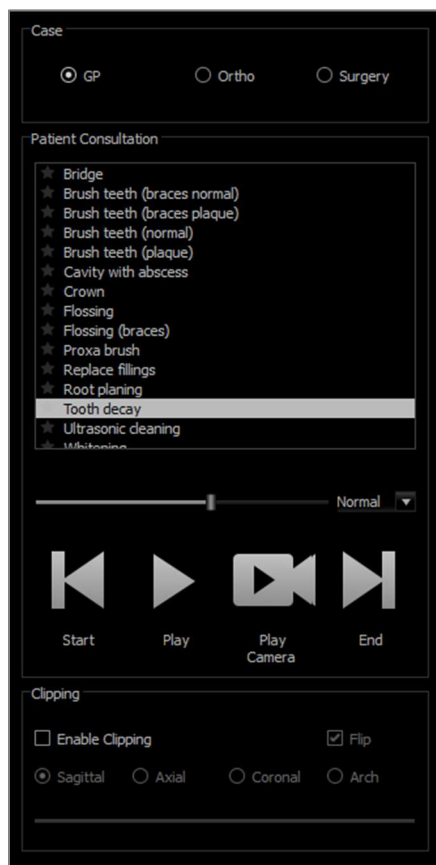 Case
GP Ortho Surgery
Patient Consultation
Bridge
Brush teeth (braces normal)
Brush teeth (braces plaque)
Brush teeth (normal)
Brush teeth (plaque)
Cavity with abscess
Crown
Flossing
Flossing (braces)
Proxa brush
Replace fillings
Root planing
Tooth decay
Ultrasonic cleaning
Whitening
Normal
Start Play Play Camera End
Clipping
Enable Clipping Flip
Sagittal Axial Coronal Arch